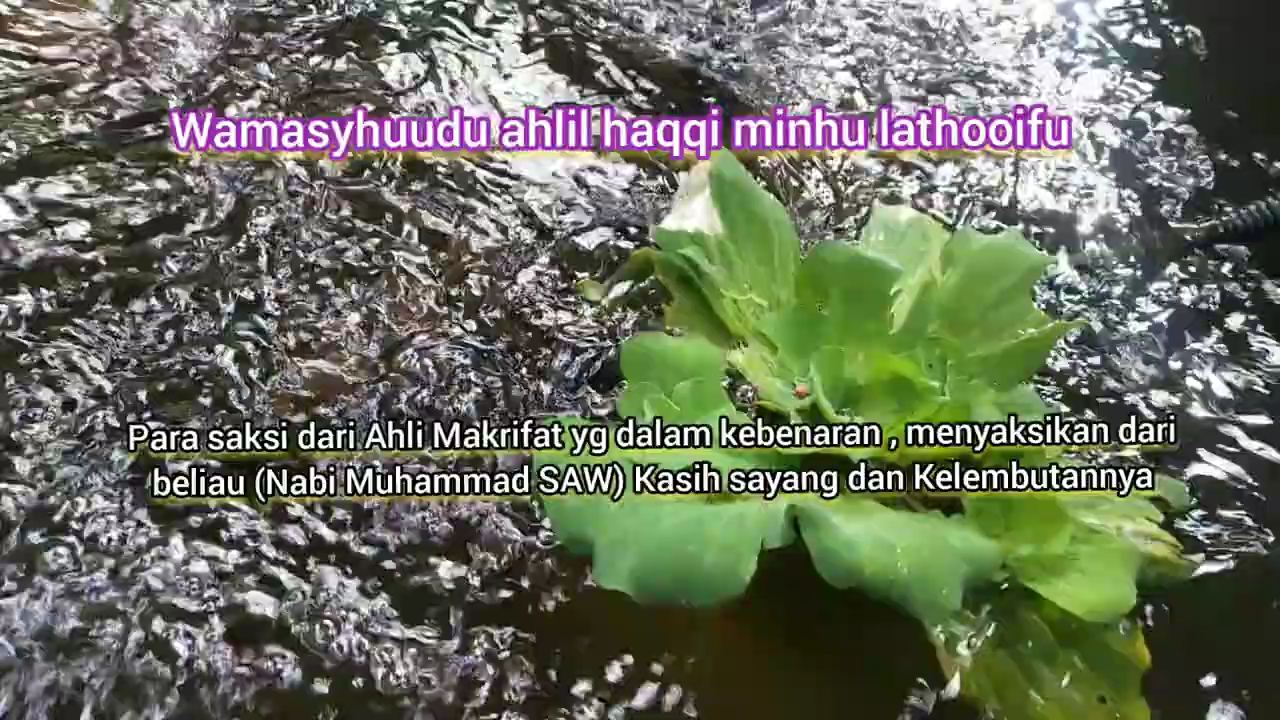 Wamasyhuudu ahlil haqqi minhu lathooifu
Para saksi dari Ahli Makrifat yg dalam kebenaran , menyaksikan dari
beliau (Nabi Muhammad SAW) Kasih sayang dan Kelembutannya